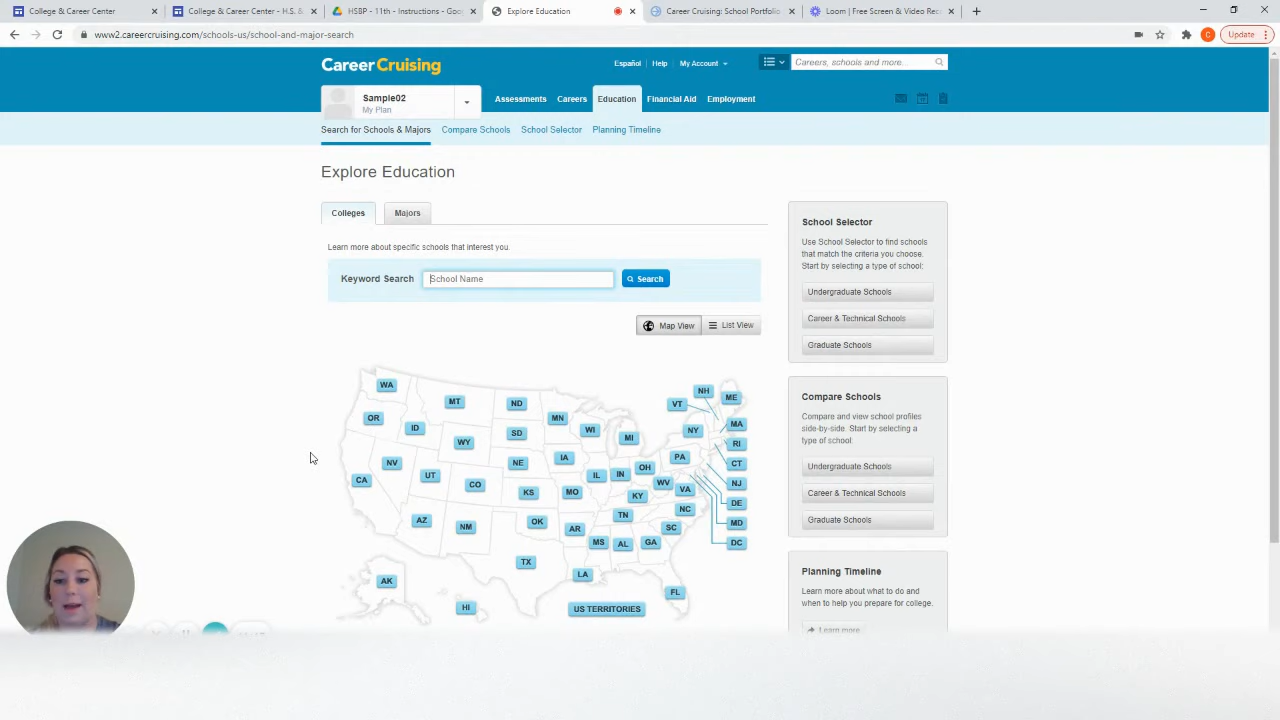 College & Career Center
College & Career Center - H.S. &
HSBP - 11th - Instructions - Goo
Explore Education
Career Cruising: School Portfolio
Loom | Free Screen & Video Rec
www2.careercruising.com/schools-us/school-and-major-search
Update
CareerCruising
Español
Help
My Account
Careers, schools and more...
Sample02
My Plan
Assessments
Careers
Education
Financial Aid
Employment
Search for Schools & Majors
Compare Schools
School Selector
Planning Timeline
Explore Education
Colleges
Majors
Learn more about specific schools that interest you.
Keyword Search
School Name
Search
Map View
List View
WA
MT
ND
MN
OR
ID
WY
SD
WI
MI
VT
NH
ME
NY
MA
RI
CT
NJ
DE
MD
DC
NV
CA
UT
CO
NE
IA
IL
IN
OH
PA
WV
VA
KS
MO
KY
NC
AZ
NM
OK
AR
TN
SC
MS
AL
GA
TX
LA
AK
HI
FL
US TERRITORIES
School Selector
Use School Selector to find schools
that match the criteria you choose.
Start by selecting a type of school:
Undergraduate Schools
Career & Technical Schools
Graduate Schools
Compare Schools
Compare and view school profiles
side-by-side. Start by selecting a
type of school:
Undergraduate Schools
Career & Technical Schools
Graduate Schools
Planning Timeline
Learn more about what to do and
when to help you prepare for college.
Learn more